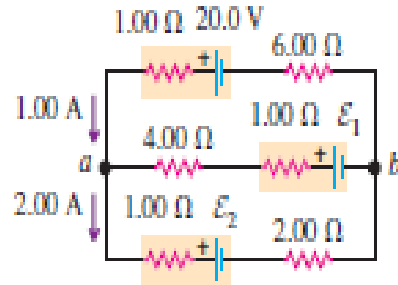 1.00 Ω 20.0 V
+
6.00 Ω
1.00 A
4.00 Ω
1.00 Ω ℰ₁
+
a
b
2.00 A
1.00 Ω ℰ₂
+
2.00 Ω